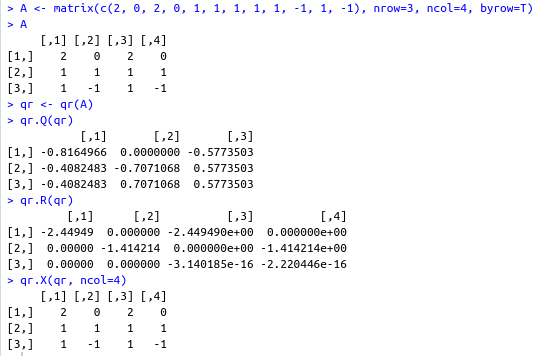 > A <- matrix(c(2, 0, 2, 0, 1, 1, 1, 1, 1, -1, 1, -1), nrow=3, ncol=4, byrow=T)
> A
     [,1] [,2] [,3] [,4]
[1,]    2    0    2    0
[2,]    1    1    1    1
[3,]    1   -1    1   -1
> qr <- qr(A)
> qr.Q(qr)
           [,1]       [,2]       [,3]
[1,] -0.8164966  0.0000000 -0.5773503
[2,] -0.4082483 -0.7071068  0.5773503
[3,] -0.4082483  0.7071068  0.5773503
> qr.R(qr)
         [,1]      [,2]          [,3]          [,4]
[1,] -2.44949  0.000000 -2.449490e+00  0.000000e+00
[2,]  0.00000 -1.414214  0.000000e+00 -1.414214e+00
[3,]  0.00000  0.000000 -3.140185e-16 -2.220446e-16
> qr.X(qr, ncol=4)
     [,1] [,2] [,3] [,4]
[1,]    2    0    2    0
[2,]    1    1    1    1
[3,]    1   -1    1   -1